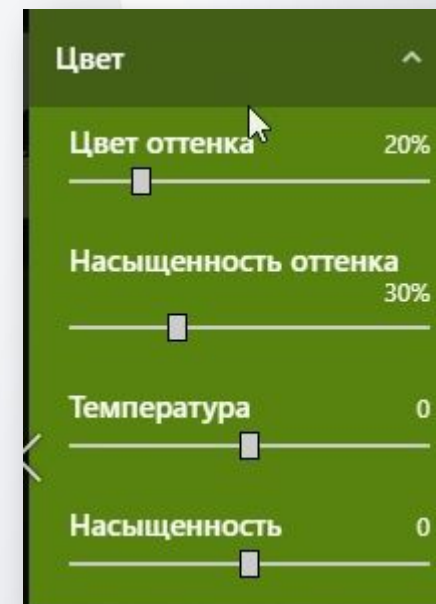 Цвет
Цвет оттенка 20%
Насыщенность оттенка
30%
Температура 0
Насыщенность 0